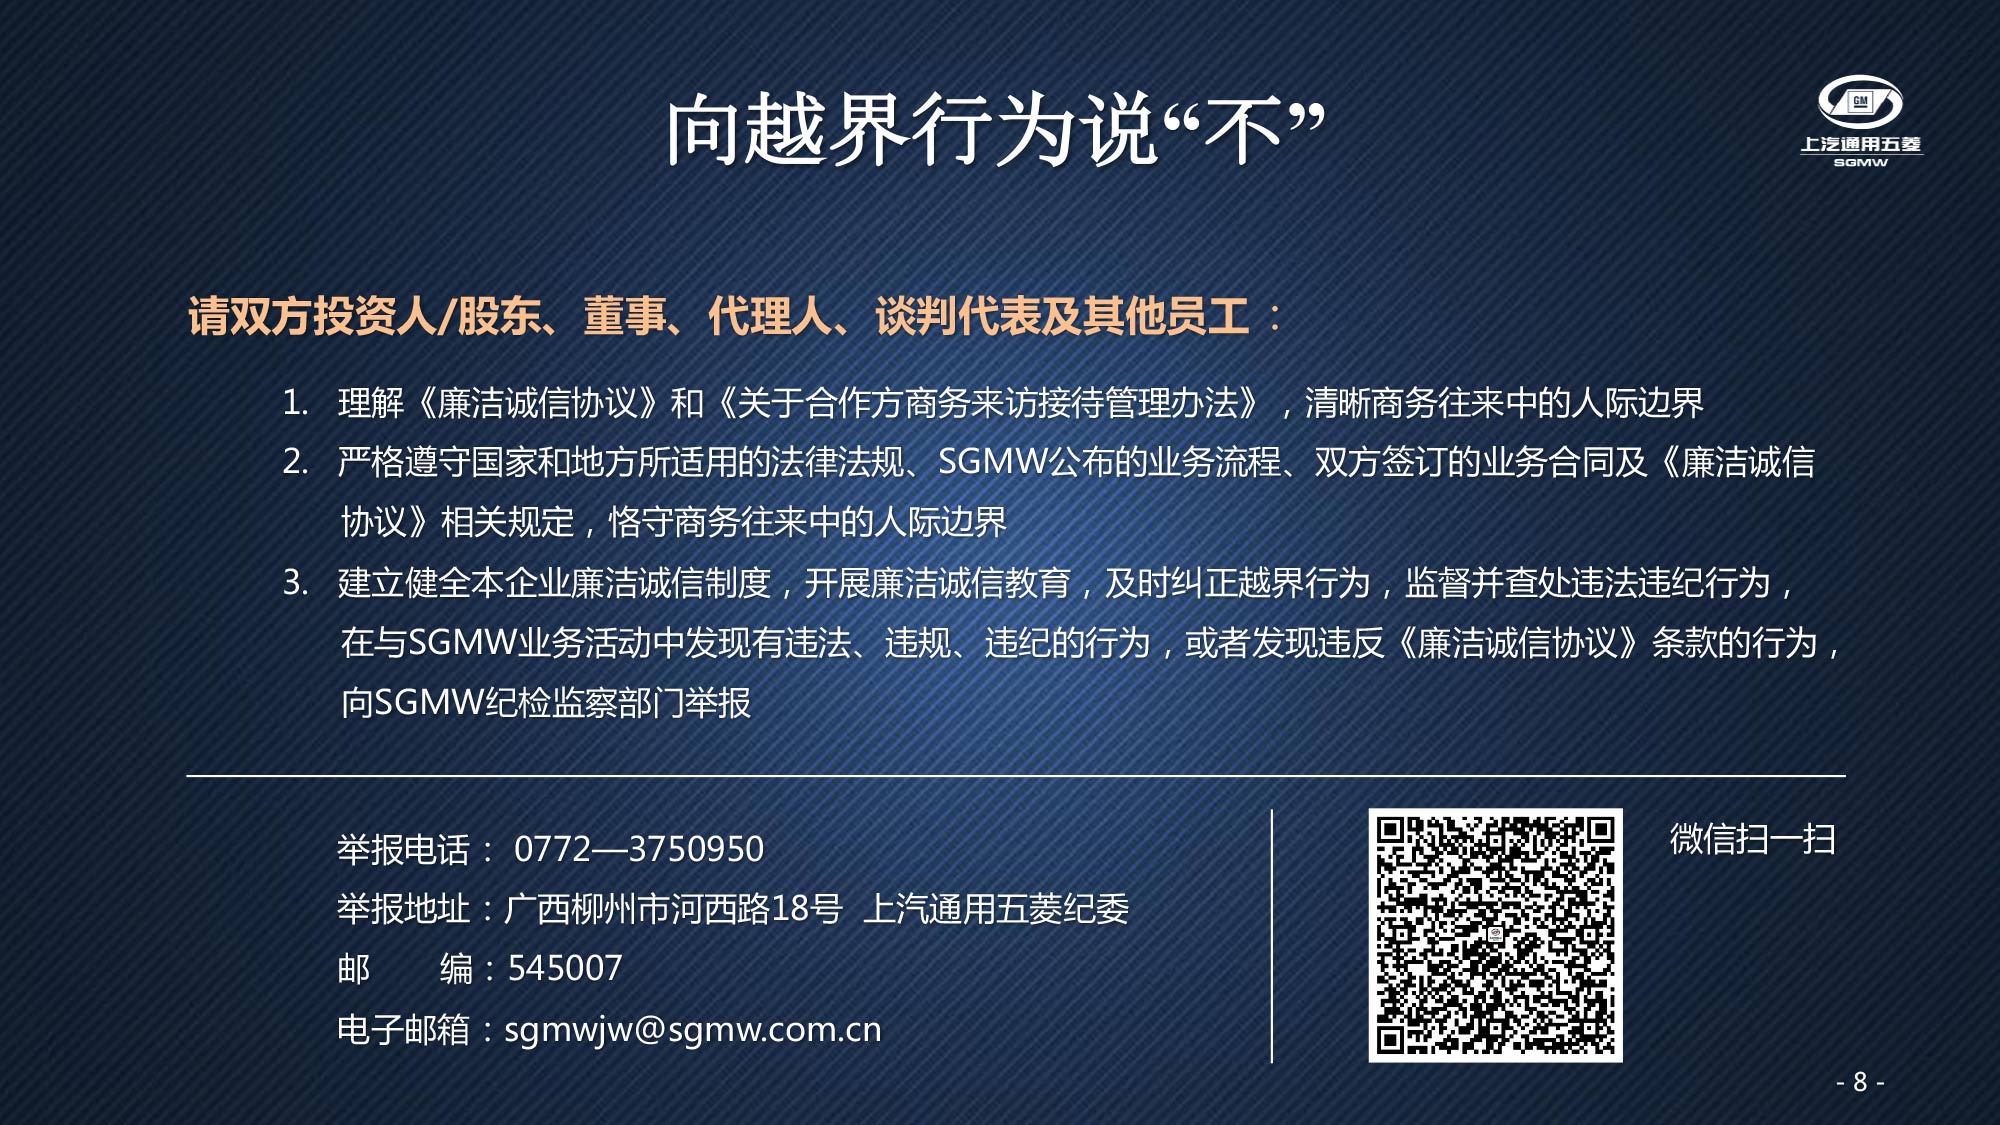 向越界行为说“不”
GM
上汽通用五菱
SGMW
请双方投资人/股东、董事、代理人、谈判代表及其他员工：
1. 理解《廉洁诚信协议》和《关于合作方商务来访接待管理办法》，清晰商务往来中的人际边界
2. 严格遵守国家和地方所适用的法律法规、SGMW公布的业务流程、双方签订的业务合同及《廉洁诚信
协议》相关规定，恪守商务往来中的人际边界
3. 建立健全本企业廉洁诚信制度，开展廉洁诚信教育，及时纠正越界行为，监督并查处违法违纪行为，
在与SGMW业务活动中发现有违法、违规、违纪的行为，或者发现违反《廉洁诚信协议》条款的行为，
向SGMW纪检监察部门举报
举报电话： 0772—3750950
举报地址：广西柳州市河西路18号 上汽通用五菱纪委
邮 编：545007
电子邮箱：sgmwjw@sgmw.com.cn
微信扫一扫
- 8 -